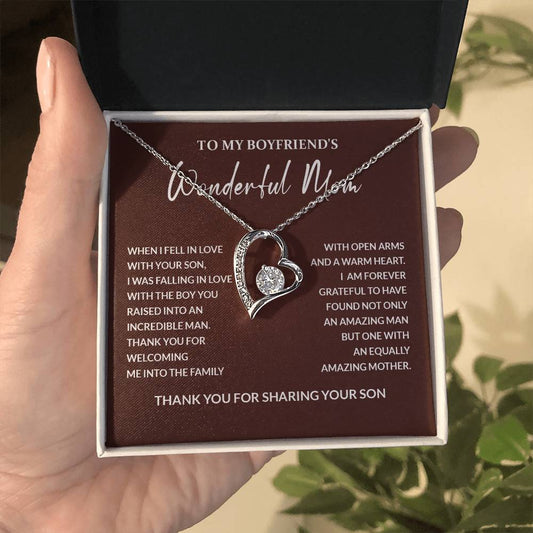 TO MY BOYFRIEND'S
Wonderful Mom
WHEN I FELL IN LOVE
WITH YOUR SON,
I WAS FALLING IN LOVE
WITH THE BOY YOU
RAISED INTO AN
INCREDIBLE MAN.
THANK YOU FOR
WELCOMING
ME INTO THE FAMILY
WITH OPEN ARMS
AND A WARM HEART.
I AM FOREVER
GRATEFUL TO HAVE
FOUND NOT ONLY
AN AMAZING MAN
BUT ONE WITH
AN EQUALLY
AMAZING MOTHER.
THANK YOU FOR SHARING YOUR SON